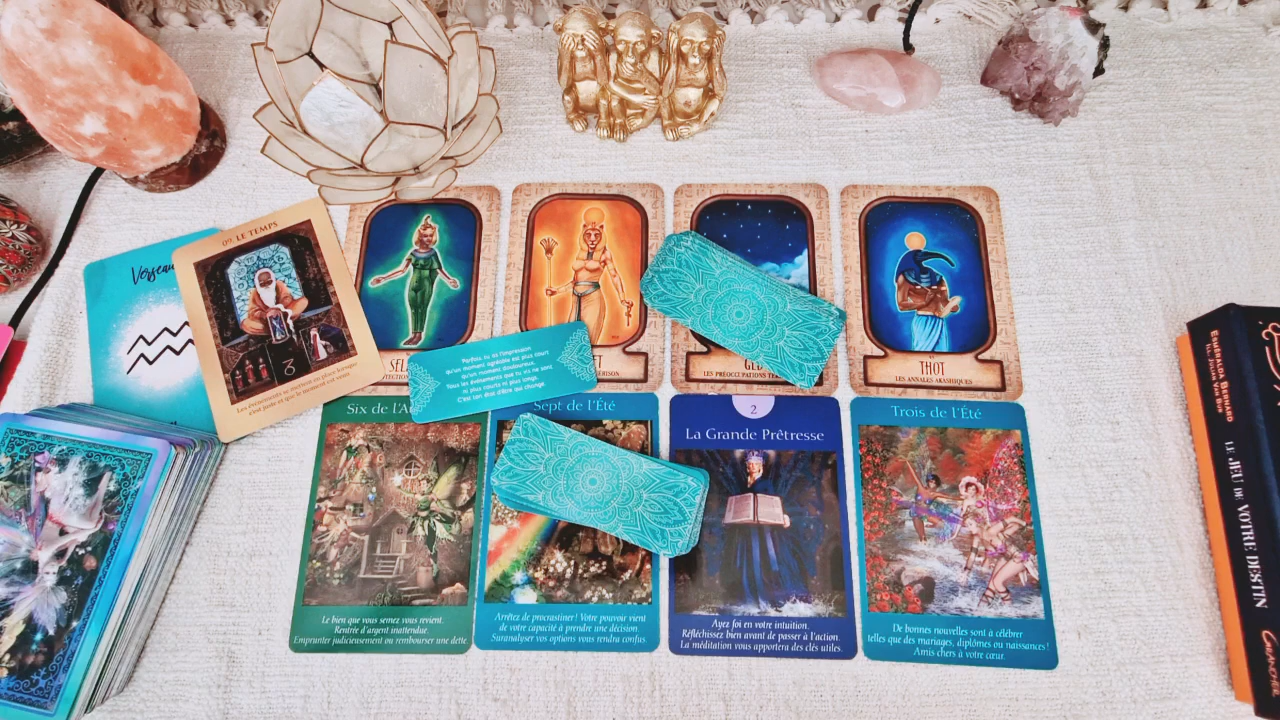 Verseau
09. LE TEMPS
Les événements se mettront en place lorsque
c'est juste et que le moment est venu
SEL
ET
GL
LES PRÉOCCUPATIONS
THOT
LES ANNALES AKASHIQUES
Parfois, tu as l'impression
qu'un moment agréable est plus court
qu'un moment douloureux...
Tous les événements que tu vis ne sont
ni plus courts ni plus longs.
C'est ton état d'être qui change.
Six de l'Au
Le bien que vous semez vous revient.
Rentrée d'argent inattendue.
Emprunter judicieusement ou rembourser une dette.
Sept de l'Été
Arrêtez de procrastiner! Votre pouvoir vient
de votre capacité à prendre une décision.
Suranalyser vos options vous rend confus.
2
La Grande Prêtresse
Ayez foi en votre intuition.
Réfléchissez bien avant de passer à l'action.
La méditation vous apportera des clés utiles.
Trois de l'Été
De bonnes nouvelles sont à célébrer
telles que des mariages, diplômes ou naissances!
Amis chers à votre cœur.
ESMÉRALDA BERNARD
LE JEU DE VOTRE DESTIN